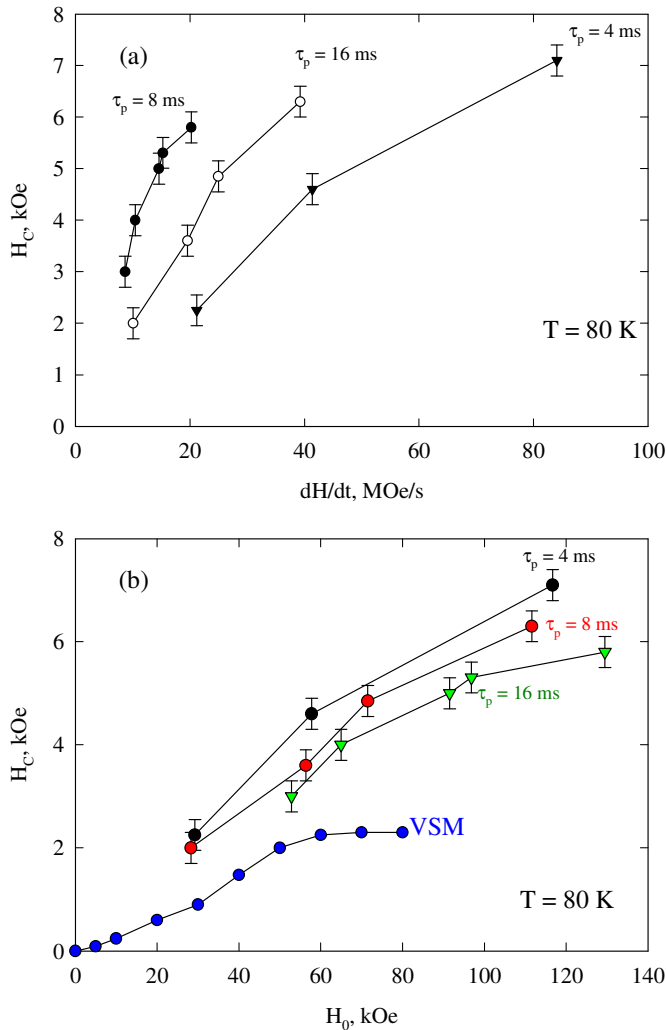 8
7
6
5
4
3
2
1
0
H_C, kOe
(a)
τ_p = 8 ms
τ_p = 16 ms
τ_p = 4 ms
T = 80 K
0 20 40 60 80 100
dH/dt, MOe/s
8
6
4
2
0
H_C, kOe
(b)
τ_p = 4 ms
τ_p = 8 ms
τ_p = 16 ms
VSM
T = 80 K
0 20 40 60 80 100 120 140
H_0, kOe